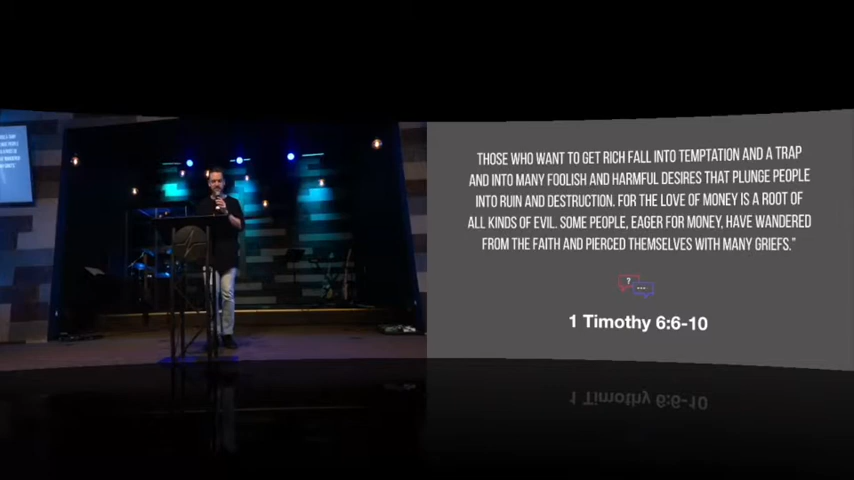 THOSE WHO WANT TO GET RICH FALL INTO TEMPTATION AND A TRAP
AND INTO MANY FOOLISH AND HARMFUL DESIRES THAT PLUNGE PEOPLE
INTO RUIN AND DESTRUCTION. FOR THE LOVE OF MONEY IS A ROOT OF
ALL KINDS OF EVIL. SOME PEOPLE, EAGER FOR MONEY, HAVE WANDERED
FROM THE FAITH AND PIERCED THEMSELVES WITH MANY GRIEFS."
?
1 Timothy 6:6-10